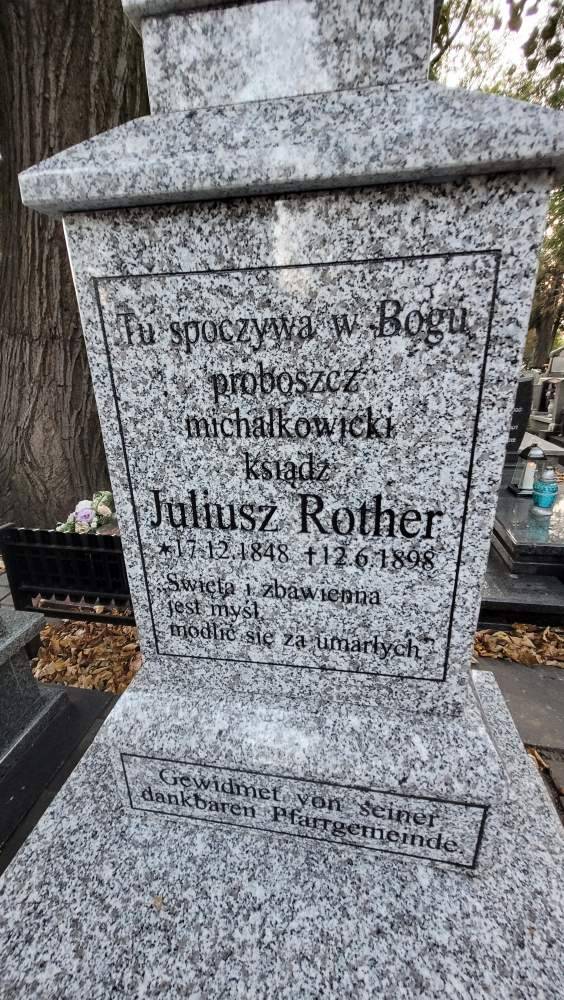 Tu spoczywa w Bogu
proboszcz
michałkowicki
ksiądz
Juliusz Rother
*17.12.1848 †12.6.1898
„Święta i zbawienna
jest myśl,
modlić się za umarłych”
Gewidmet von seiner
dankbaren Pfarrgemeinde.